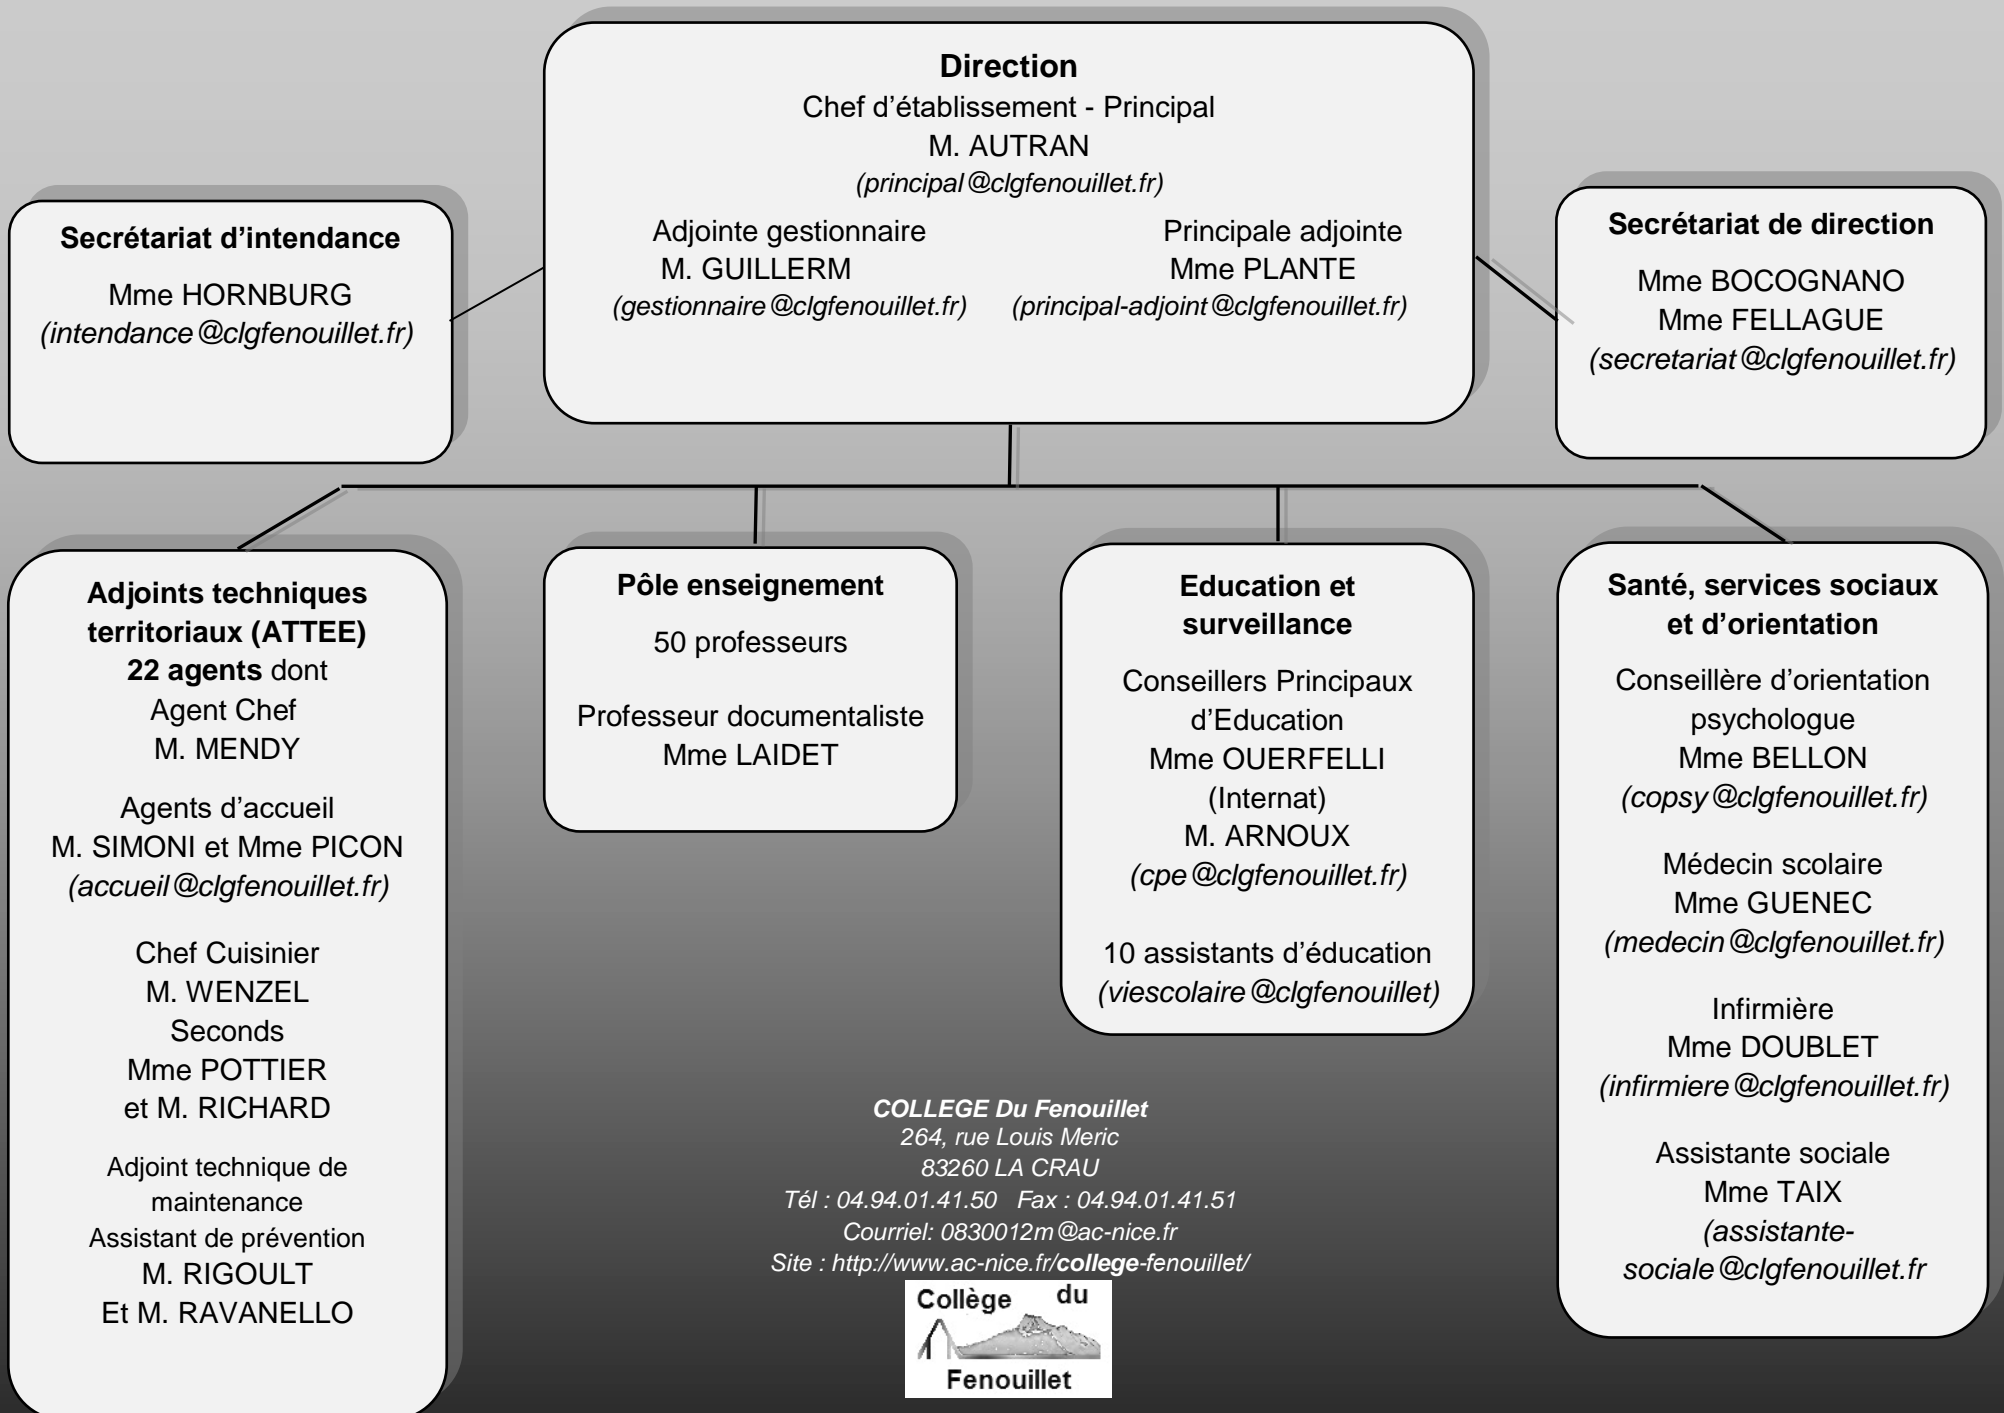 Direction
Chef d'établissement - Principal
M. AUTRAN
(principal@clgfenouillet.fr)
Adjointe gestionnaire
M. GUILLERM
(gestionnaire@clgfenouillet.fr)
Principale adjointe
Mme PLANTE
(principal-adjoint@clgfenouillet.fr)
Secrétariat d'intendance
Mme HORNBURG
(intendance@clgfenouillet.fr)
Secrétariat de direction
Mme BOCOGNANO
Mme FELLAGUE
(secretariat@clgfenouillet.fr)
Adjoints techniques
territoriaux (ATTEE)
22 agents dont
Agent Chef
M. MENDY
Agents d'accueil
M. SIMONI et Mme PICON
(accueil@clgfenouillet.fr)
Chef Cuisinier
M. WENZEL
Seconds
Mme POTTIER
et M. RICHARD
Adjoint technique de
maintenance
Assistant de prévention
M. RIGOULT
Et M. RAVANELLO
Pôle enseignement
50 professeurs
Professeur documentaliste
Mme LAIDET
Education et
surveillance
Conseillers Principaux
d'Education
Mme OUERFELLI
(Internat)
M. ARNOUX
(cpe@clgfenouillet.fr)
10 assistants d'éducation
(viescolaire@clgfenouillet)
Santé, services sociaux
et d'orientation
Conseillère d'orientation
psychologue
Mme BELLON
(copsy@clgfenouillet.fr)
Médecin scolaire
Mme GUENEC
(medecin@clgfenouillet.fr)
Infirmière
Mme DOUBLET
(infirmiere@clgfenouillet.fr)
Assistante sociale
Mme TAIX
(assistante-
sociale@clgfenouillet.fr
COLLEGE Du Fenouillet
264, rue Louis Meric
83260 LA CRAU
Tél : 04.94.01.41.50 Fax : 04.94.01.41.51
Courriel: 0830012m@ac-nice.fr
Site : http://www.ac-nice.fr/college-fenouillet/
Collège du
Fenouillet